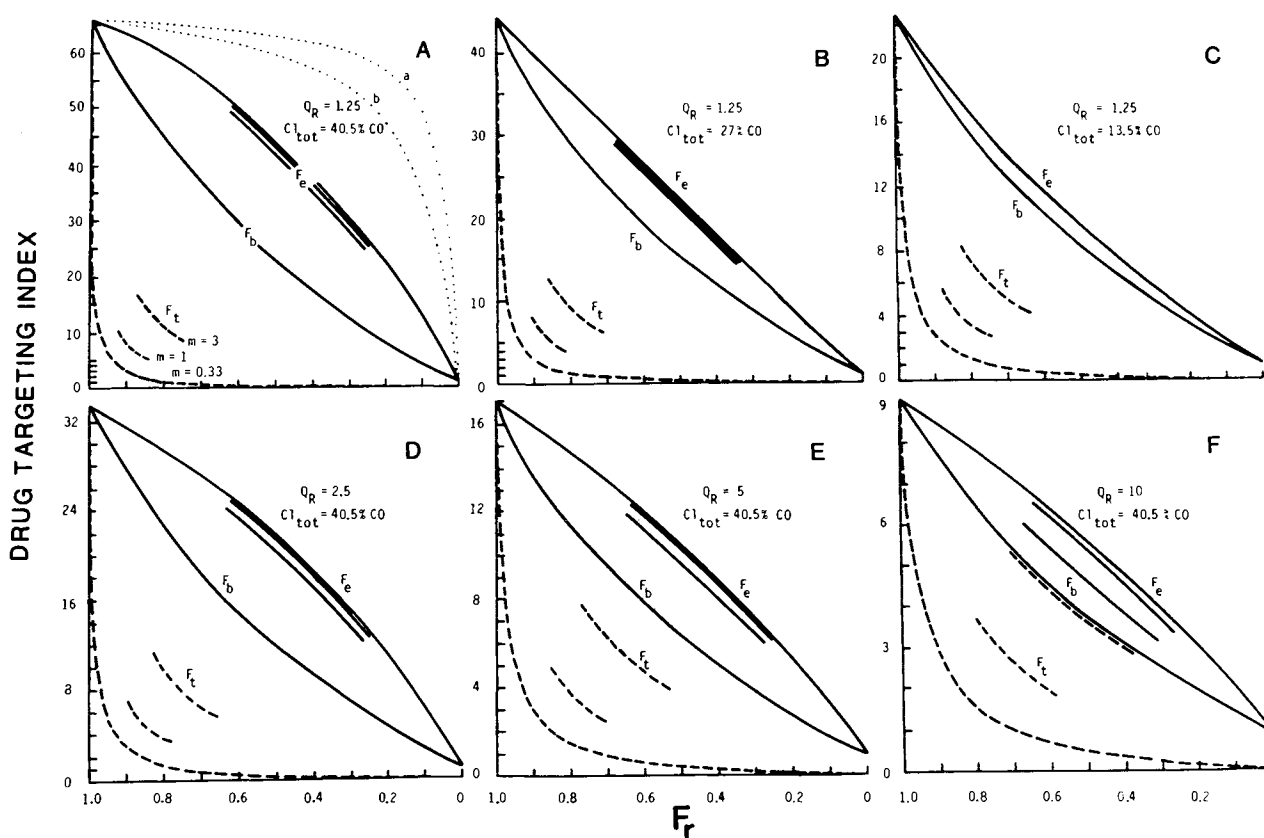 DRUG TARGETING INDEX
A
60
50
40
30
20
10
0
a
b
Q_R = 1.25
Cl_tot = 40.5% CO
F_e
F_b
F_t
m = 3
m = 1
m = 0.33
B
40
30
20
10
0
Q_R = 1.25
Cl_tot = 27% CO
F_e
F_b
F_t
C
20
16
12
8
4
0
Q_R = 1.25
Cl_tot = 13.5% CO
F_e
F_b
F_t
D
32
24
16
8
0
Q_R = 2.5
Cl_tot = 40.5% CO
F_b
F_e
F_t
1.0 0.8 0.6 0.4 0.2 0
E
16
12
8
4
0
Q_R = 5
Cl_tot = 40.5% CO
F_b
F_e
F_t
1.0 0.8 0.6 0.4 0.2 0
F
9
6
3
0
Q_R = 10
Cl_tot = 40.5% CO
F_b
F_e
F_t
1.0 0.8 0.6 0.4 0.2
F_r